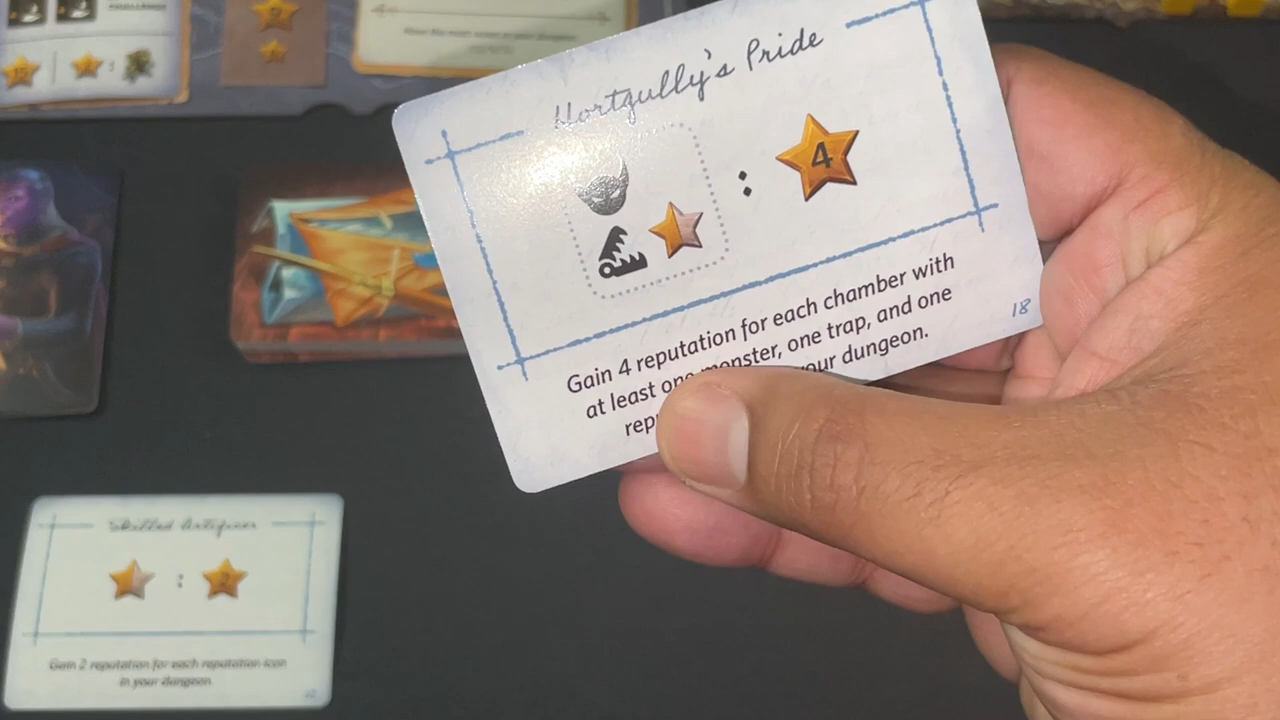 Hortgully's Pride
4
Gain 4 reputation for each chamber with
at least one monster, one trap, and one
your dungeon.
18
Skilled Artificer
2
Gain 2 reputation for each reputation icon
in your dungeon.